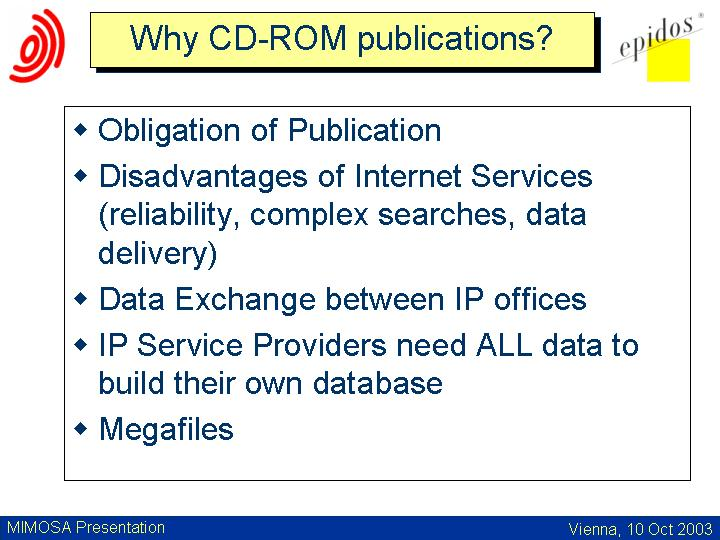 Why CD-ROM publications?
epidos®
◆ Obligation of Publication
◆ Disadvantages of Internet Services
(reliability, complex searches, data
delivery)
◆ Data Exchange between IP offices
◆ IP Service Providers need ALL data to
build their own database
◆ Megafiles
MIMOSA Presentation
Vienna, 10 Oct 2003